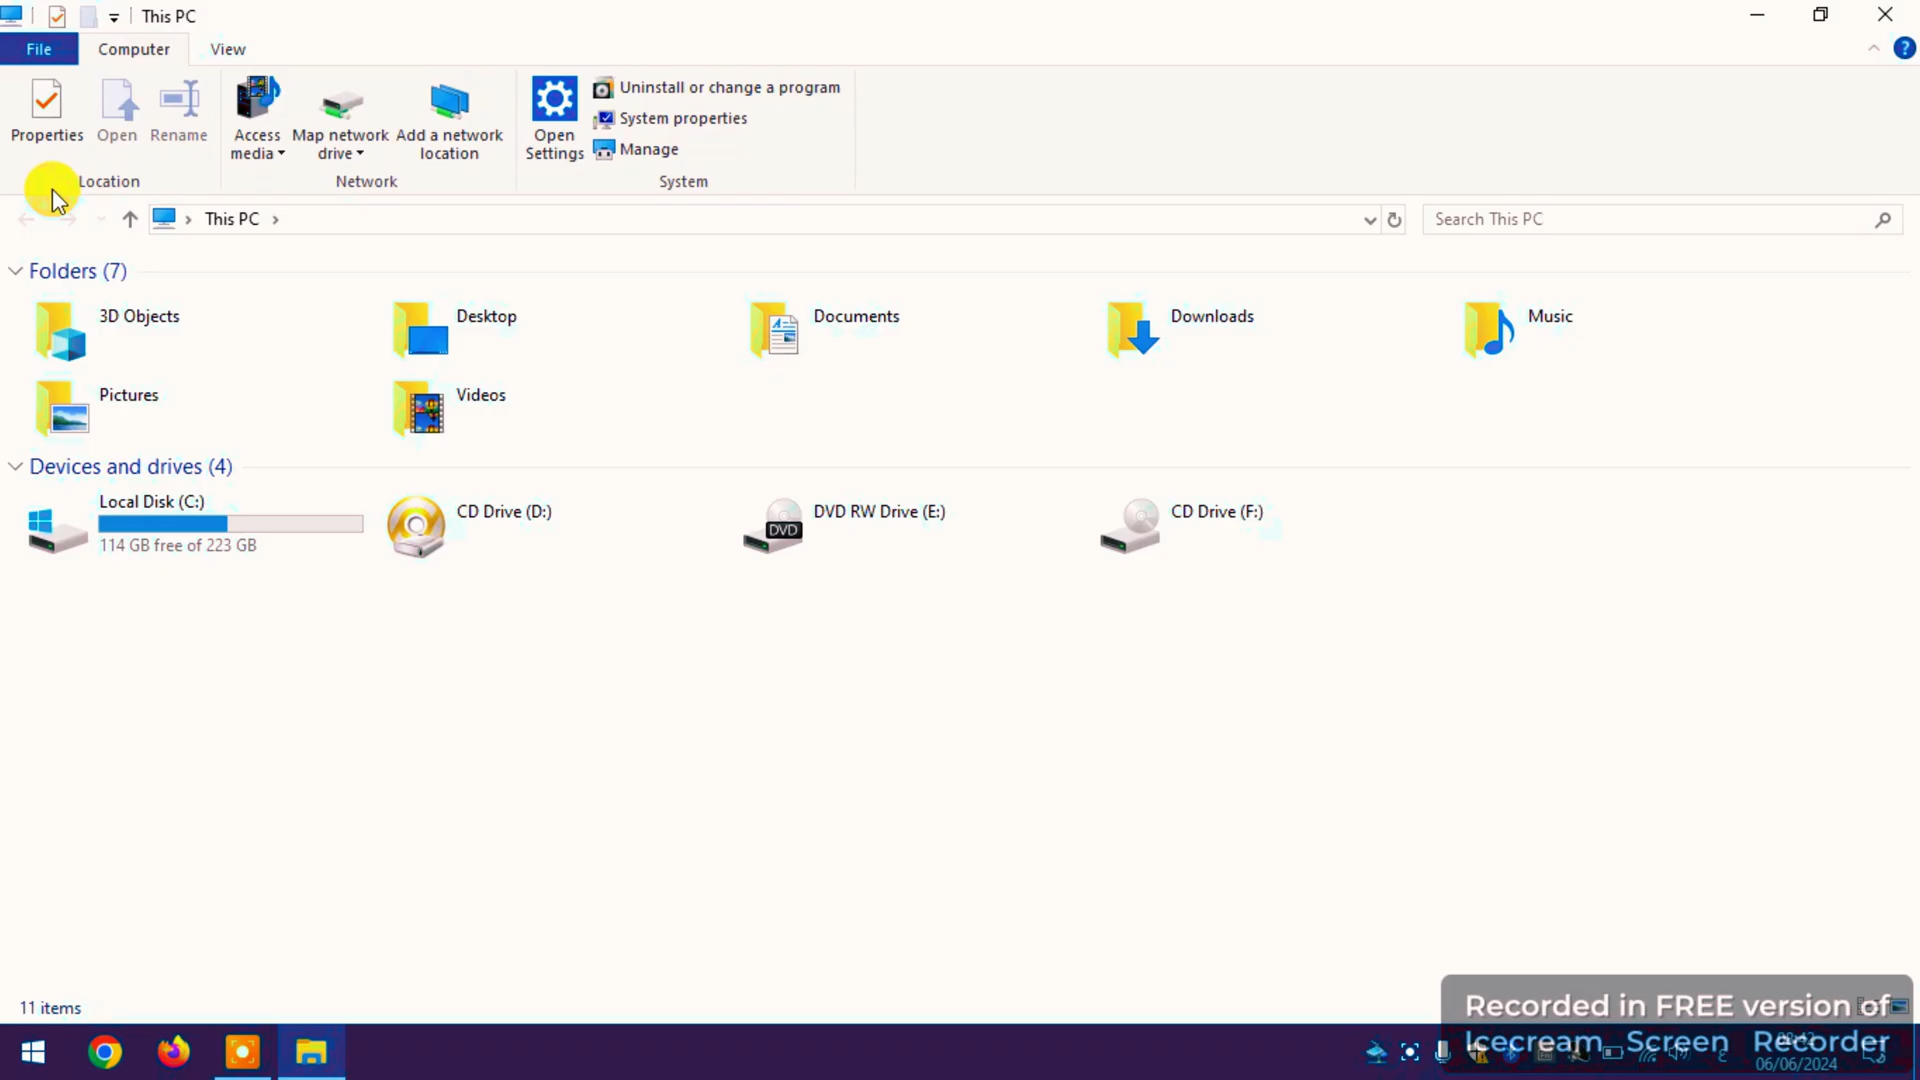 This PC
File Computer View
Properties Open Rename Access media Map network drive Add a network location Open Settings Uninstall or change a program
System properties
Manage
Location Network System
This PC
Search This PC
Folders (7)
3D Objects Desktop Documents Downloads Music
Pictures Videos
Devices and drives (4)
Local Disk (C:) CD Drive (D:) DVD RW Drive (E:) CD Drive (F:)
DVD
114 GB free of 223 GB
11 items
Recorded in FREE version of
Icecream Screen Recorder
06/06/2024